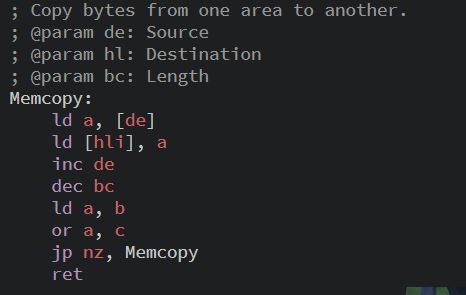 ; Copy bytes from one area to another.
; @param de: Source
; @param hl: Destination
; @param bc: Length
Memcopy:
    ld a, [de]
    ld [hli], a
    inc de
    dec bc
    ld a, b
    or a, c
    jp nz, Memcopy
    ret